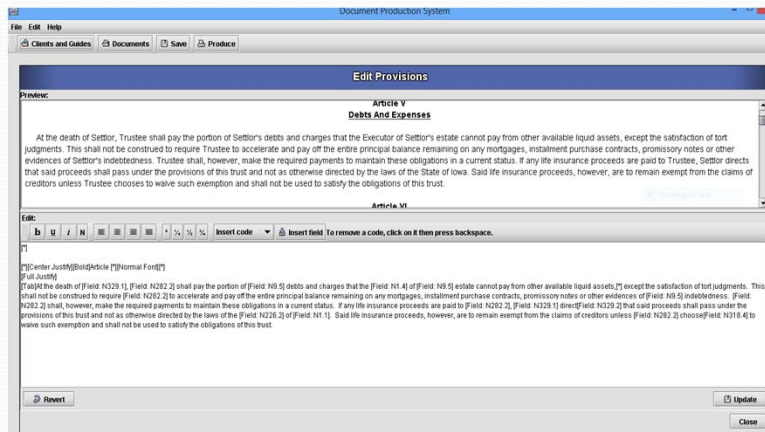 Document Production System
File Edit Help
Clients and Guides Documents Save Produce
Edit Provisions
Preview:
Article V
Debts And Expenses
At the death of Settlor, Trustee shall pay the portion of Settlor's debts and charges that the Executor of Settlor's estate cannot pay from other available liquid assets, except the satisfaction of tort
judgments. This shall not be construed to require Trustee to accelerate and pay off the entire principal balance remaining on any mortgages, installment purchase contracts, promissory notes or other
evidences of Settlor's indebtedness. Trustee shall, however, make the required payments to maintain these obligations in a current status. If any life insurance proceeds are paid to Trustee, Settlor directs
that said proceeds shall pass under the provisions of this trust and not as otherwise directed by the laws of the State of Iowa. Said life insurance proceeds, however, are to remain exempt from the claims of
creditors unless Trustee chooses to waive such exemption and shall not be used to satisfy the obligations of this trust.
Article VI
Edit:
b u i N Insert code Insert field To remove a code, click on it then press backspace.
[*]
[*][Center Justify][Bold]Article [*][Normal Font][*]
[Full Justify]
[Tab]At the death of [Field: N329.1], [Field: N282.2] shall pay the portion of [Field: N9.5] debts and charges that the [Field: N1.4] of [Field: N9.5] estate cannot pay from other available liquid assets,[*] except the satisfaction of tort judgments. This
shall not be construed to require [Field: N282.2] to accelerate and pay off the entire principal balance remaining on any mortgages, installment purchase contracts, promissory notes or other evidences of [Field: N9.5] indebtedness. [Field:
N282.2] shall, however, make the required payments to maintain these obligations in a current status. If any life insurance proceeds are paid to [Field: N282.2], [Field: N329.1] direct[Field: N329.2] that said proceeds shall pass under the
provisions of this trust and not as otherwise directed by the laws of the [Field: N226.2] of [Field: N1.1]. Said life insurance proceeds, however, are to remain exempt from the claims of creditors unless [Field: N282.2] choose[Field: N318.4] to
waive such exemption and shall not be used to satisfy the obligations of this trust.
Revert Update
Close